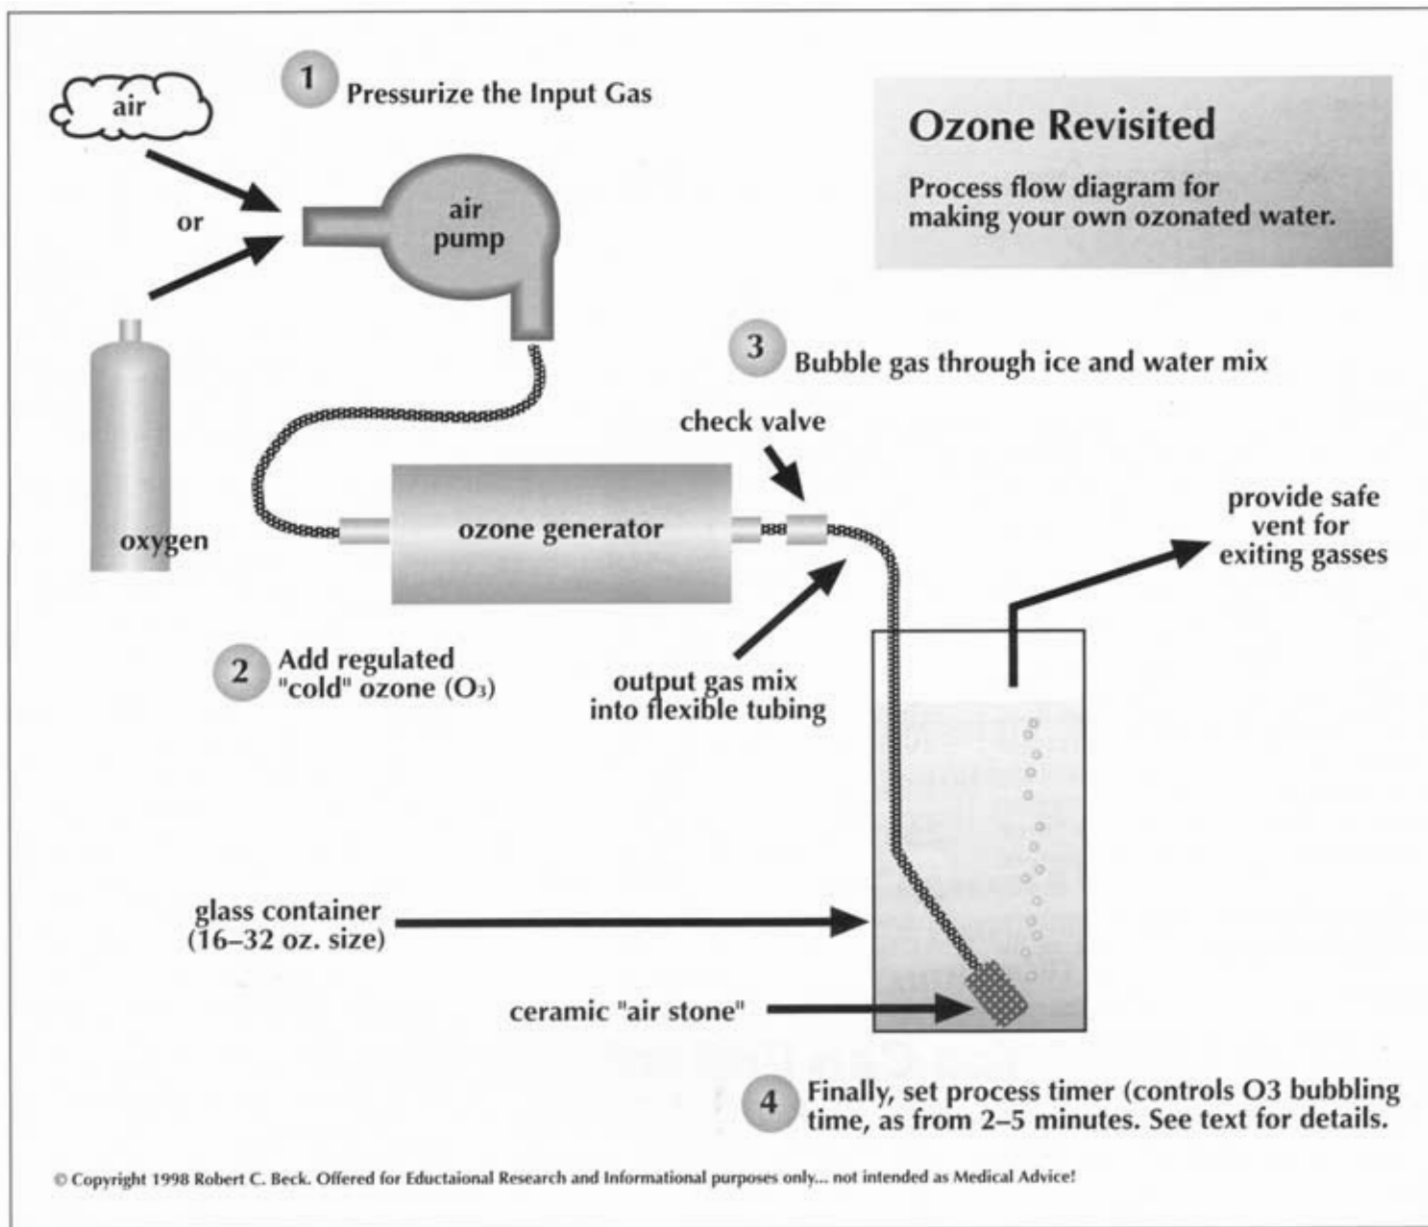 1
Pressurize the Input Gas
air
or
air
pump
oxygen
Ozone Revisited
Process flow diagram for
making your own ozonated water.
3
Bubble gas through ice and water mix
check valve
ozone generator
provide safe
vent for
exiting gasses
2
Add regulated
"cold" ozone (O₃)
output gas mix
into flexible tubing
glass container
(16–32 oz. size)
ceramic "air stone"
4
Finally, set process timer (controls O3 bubbling
time, as from 2–5 minutes. See text for details.
© Copyright 1998 Robert C. Beck. Offered for Eductaional Research and Informational purposes only... not intended as Medical Advice!